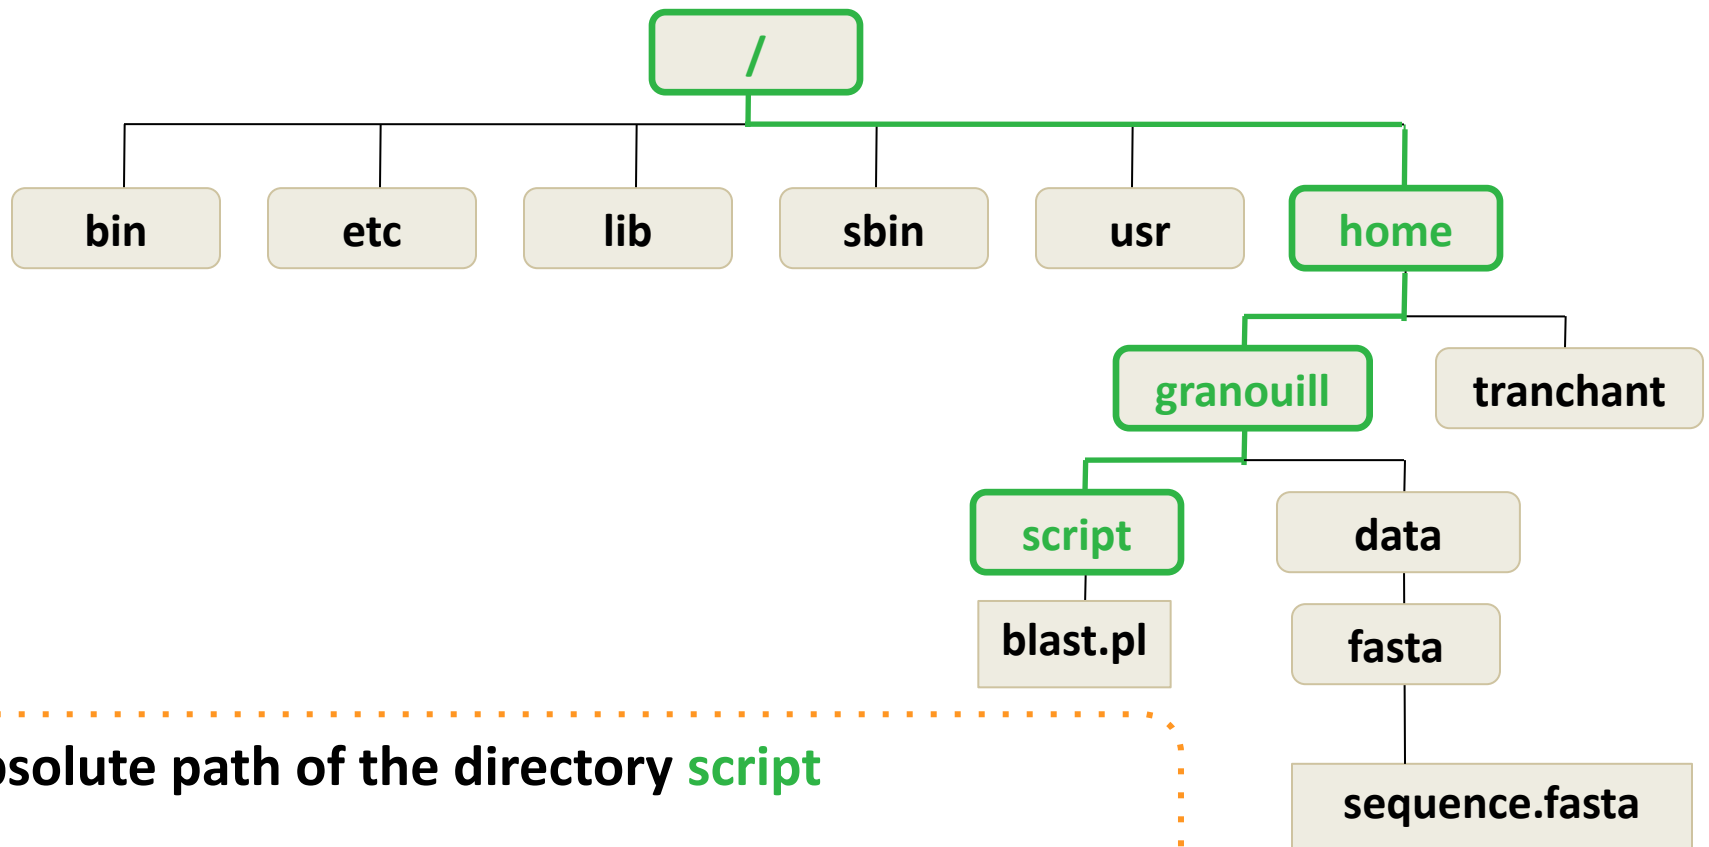 /
bin etc lib sbin usr home
granouill tranchant
script data
blast.pl fasta
path of the directory script
sequence.fasta